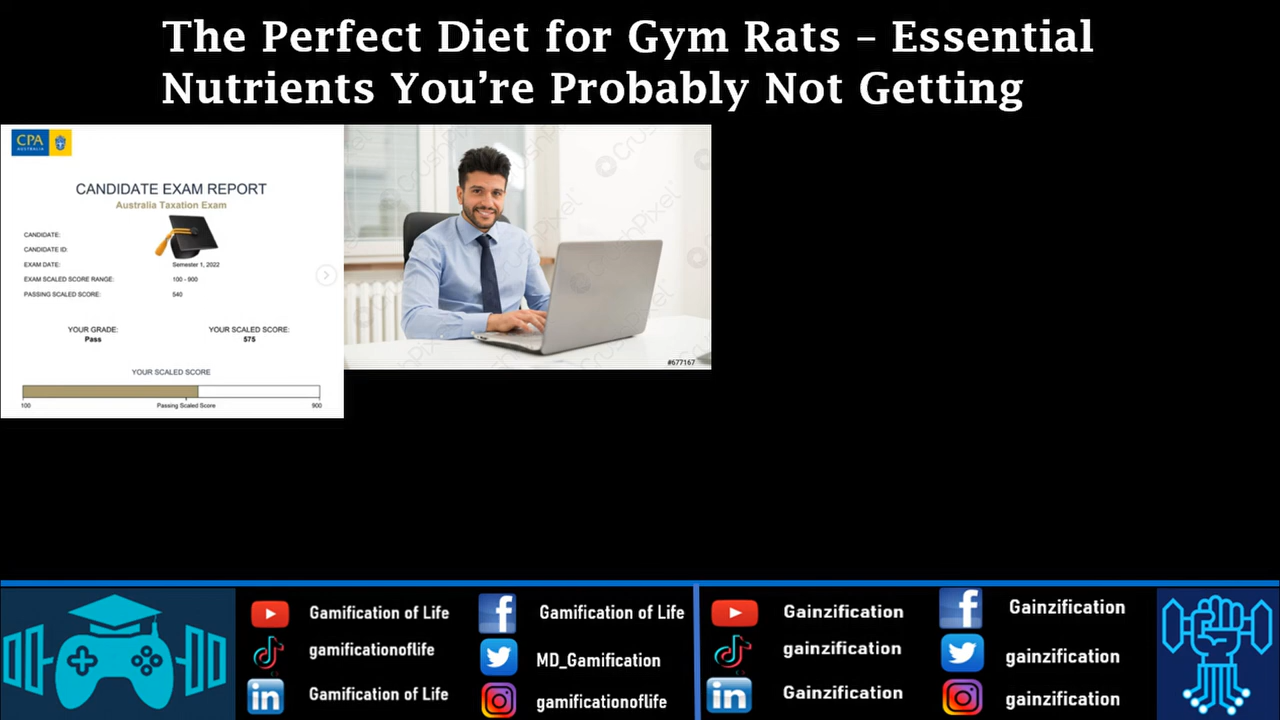 The Perfect Diet for Gym Rats – Essential
Nutrients You’re Probably Not Getting
CPA
AUSTRALIA
CANDIDATE EXAM REPORT
Australia Taxation Exam
CANDIDATE:
CANDIDATE ID:
EXAM DATE: Semester 1, 2022
EXAM SCALED SCORE RANGE: 100 - 900
PASSING SCALED SCORE: 540
YOUR GRADE: YOUR SCALED SCORE:
Pass 575
YOUR SCALED SCORE
100 Passing Scaled Score 900
CrushPixel
CrushPixel
CrushPixel
#677167
Gamification of Life Gamification of Life Gainzification Gainzification
gamificationoflife MD_Gamification gainzification gainzification
Gamification of Life gamificationoflife Gainzification gainzification